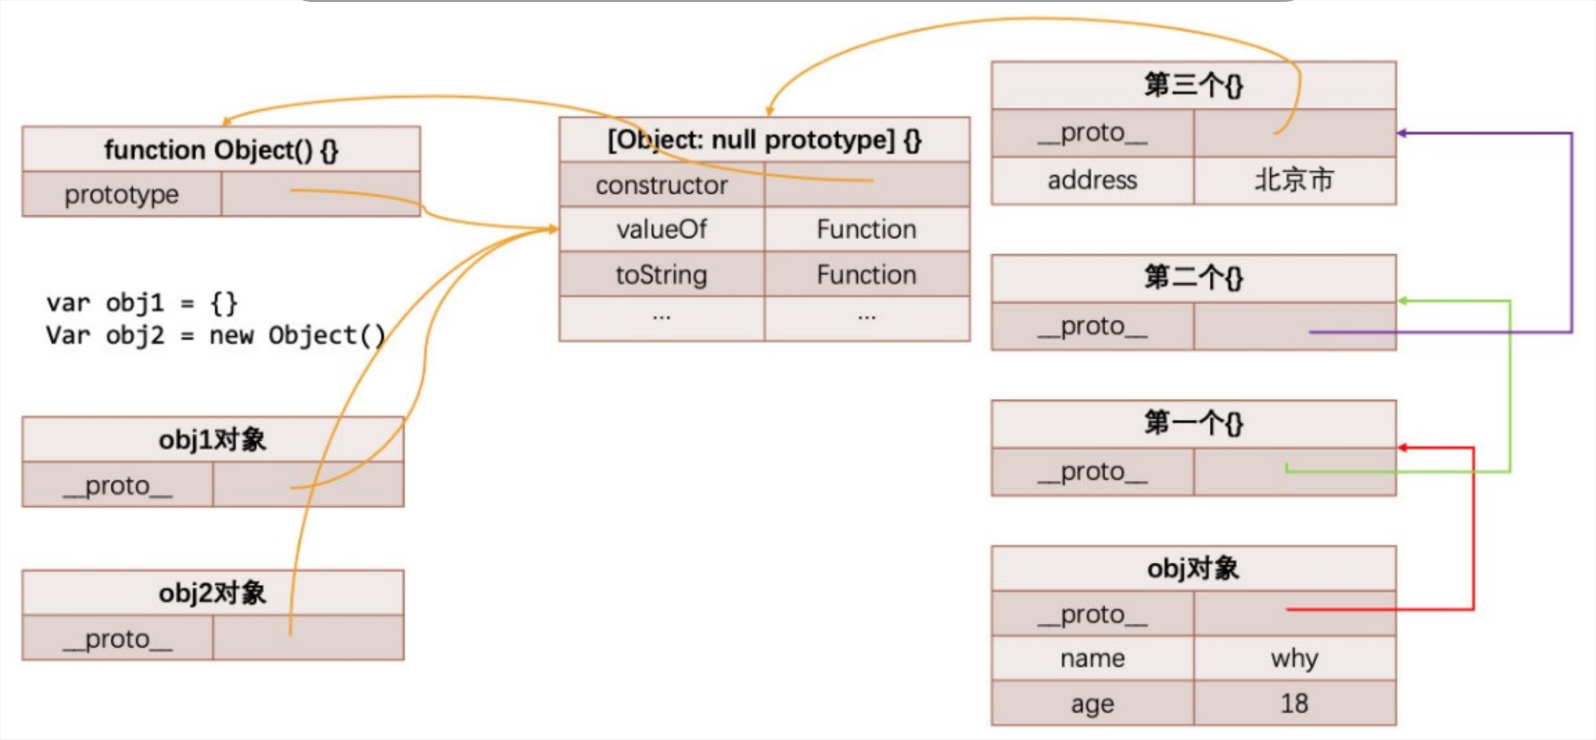 function Object() {}
prototype
var obj1 = {}
Var obj2 = new Object()
obj1对象
__proto__
obj2对象
__proto__
[Object: null prototype] {}
constructor
valueOf Function
toString Function
... ...
第三个{}
__proto__
address 北京市
第二个{}
__proto__
第一个{}
__proto__
obj对象
__proto__
name why
age 18